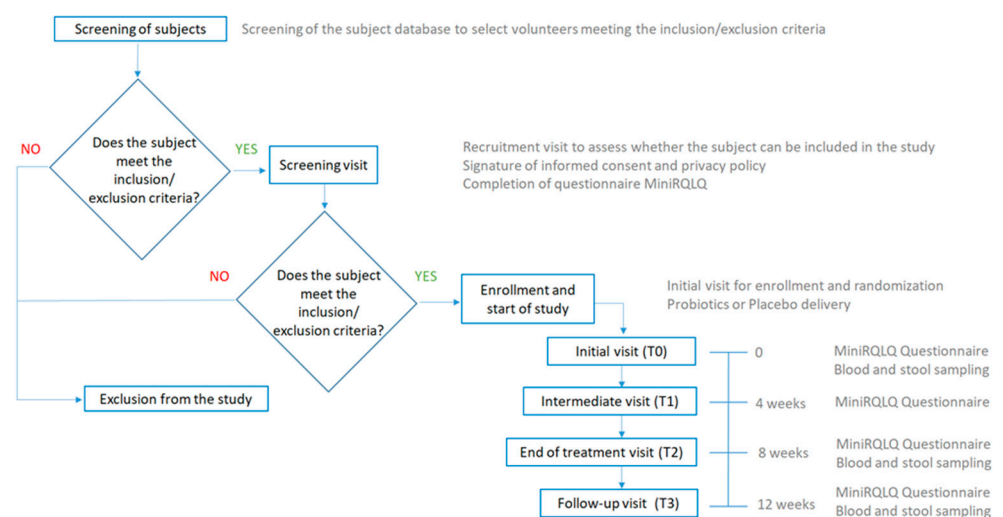 Screening of subjects
Screening of the subject database to select volunteers meeting the inclusion/exclusion criteria
NO
Does the subject
meet the
inclusion/
exclusion criteria?
YES
Screening visit
Recruitment visit to assess whether the subject can be included in the study
Signature of informed consent and privacy policy
Completion of questionnaire MiniRQLQ
NO
Does the subject
meet the
inclusion/
exclusion criteria?
YES
Enrollment and
start of study
Initial visit for enrollment and randomization
Probiotics or Placebo delivery
Initial visit (T0)
0
MiniRQLQ Questionnaire
Blood and stool sampling
Exclusion from the study
Intermediate visit (T1)
4 weeks
MiniRQLQ Questionnaire
End of treatment visit (T2)
8 weeks
MiniRQLQ Questionnaire
Blood and stool sampling
Follow-up visit (T3)
12 weeks
MiniRQLQ Questionnaire
Blood and stool sampling